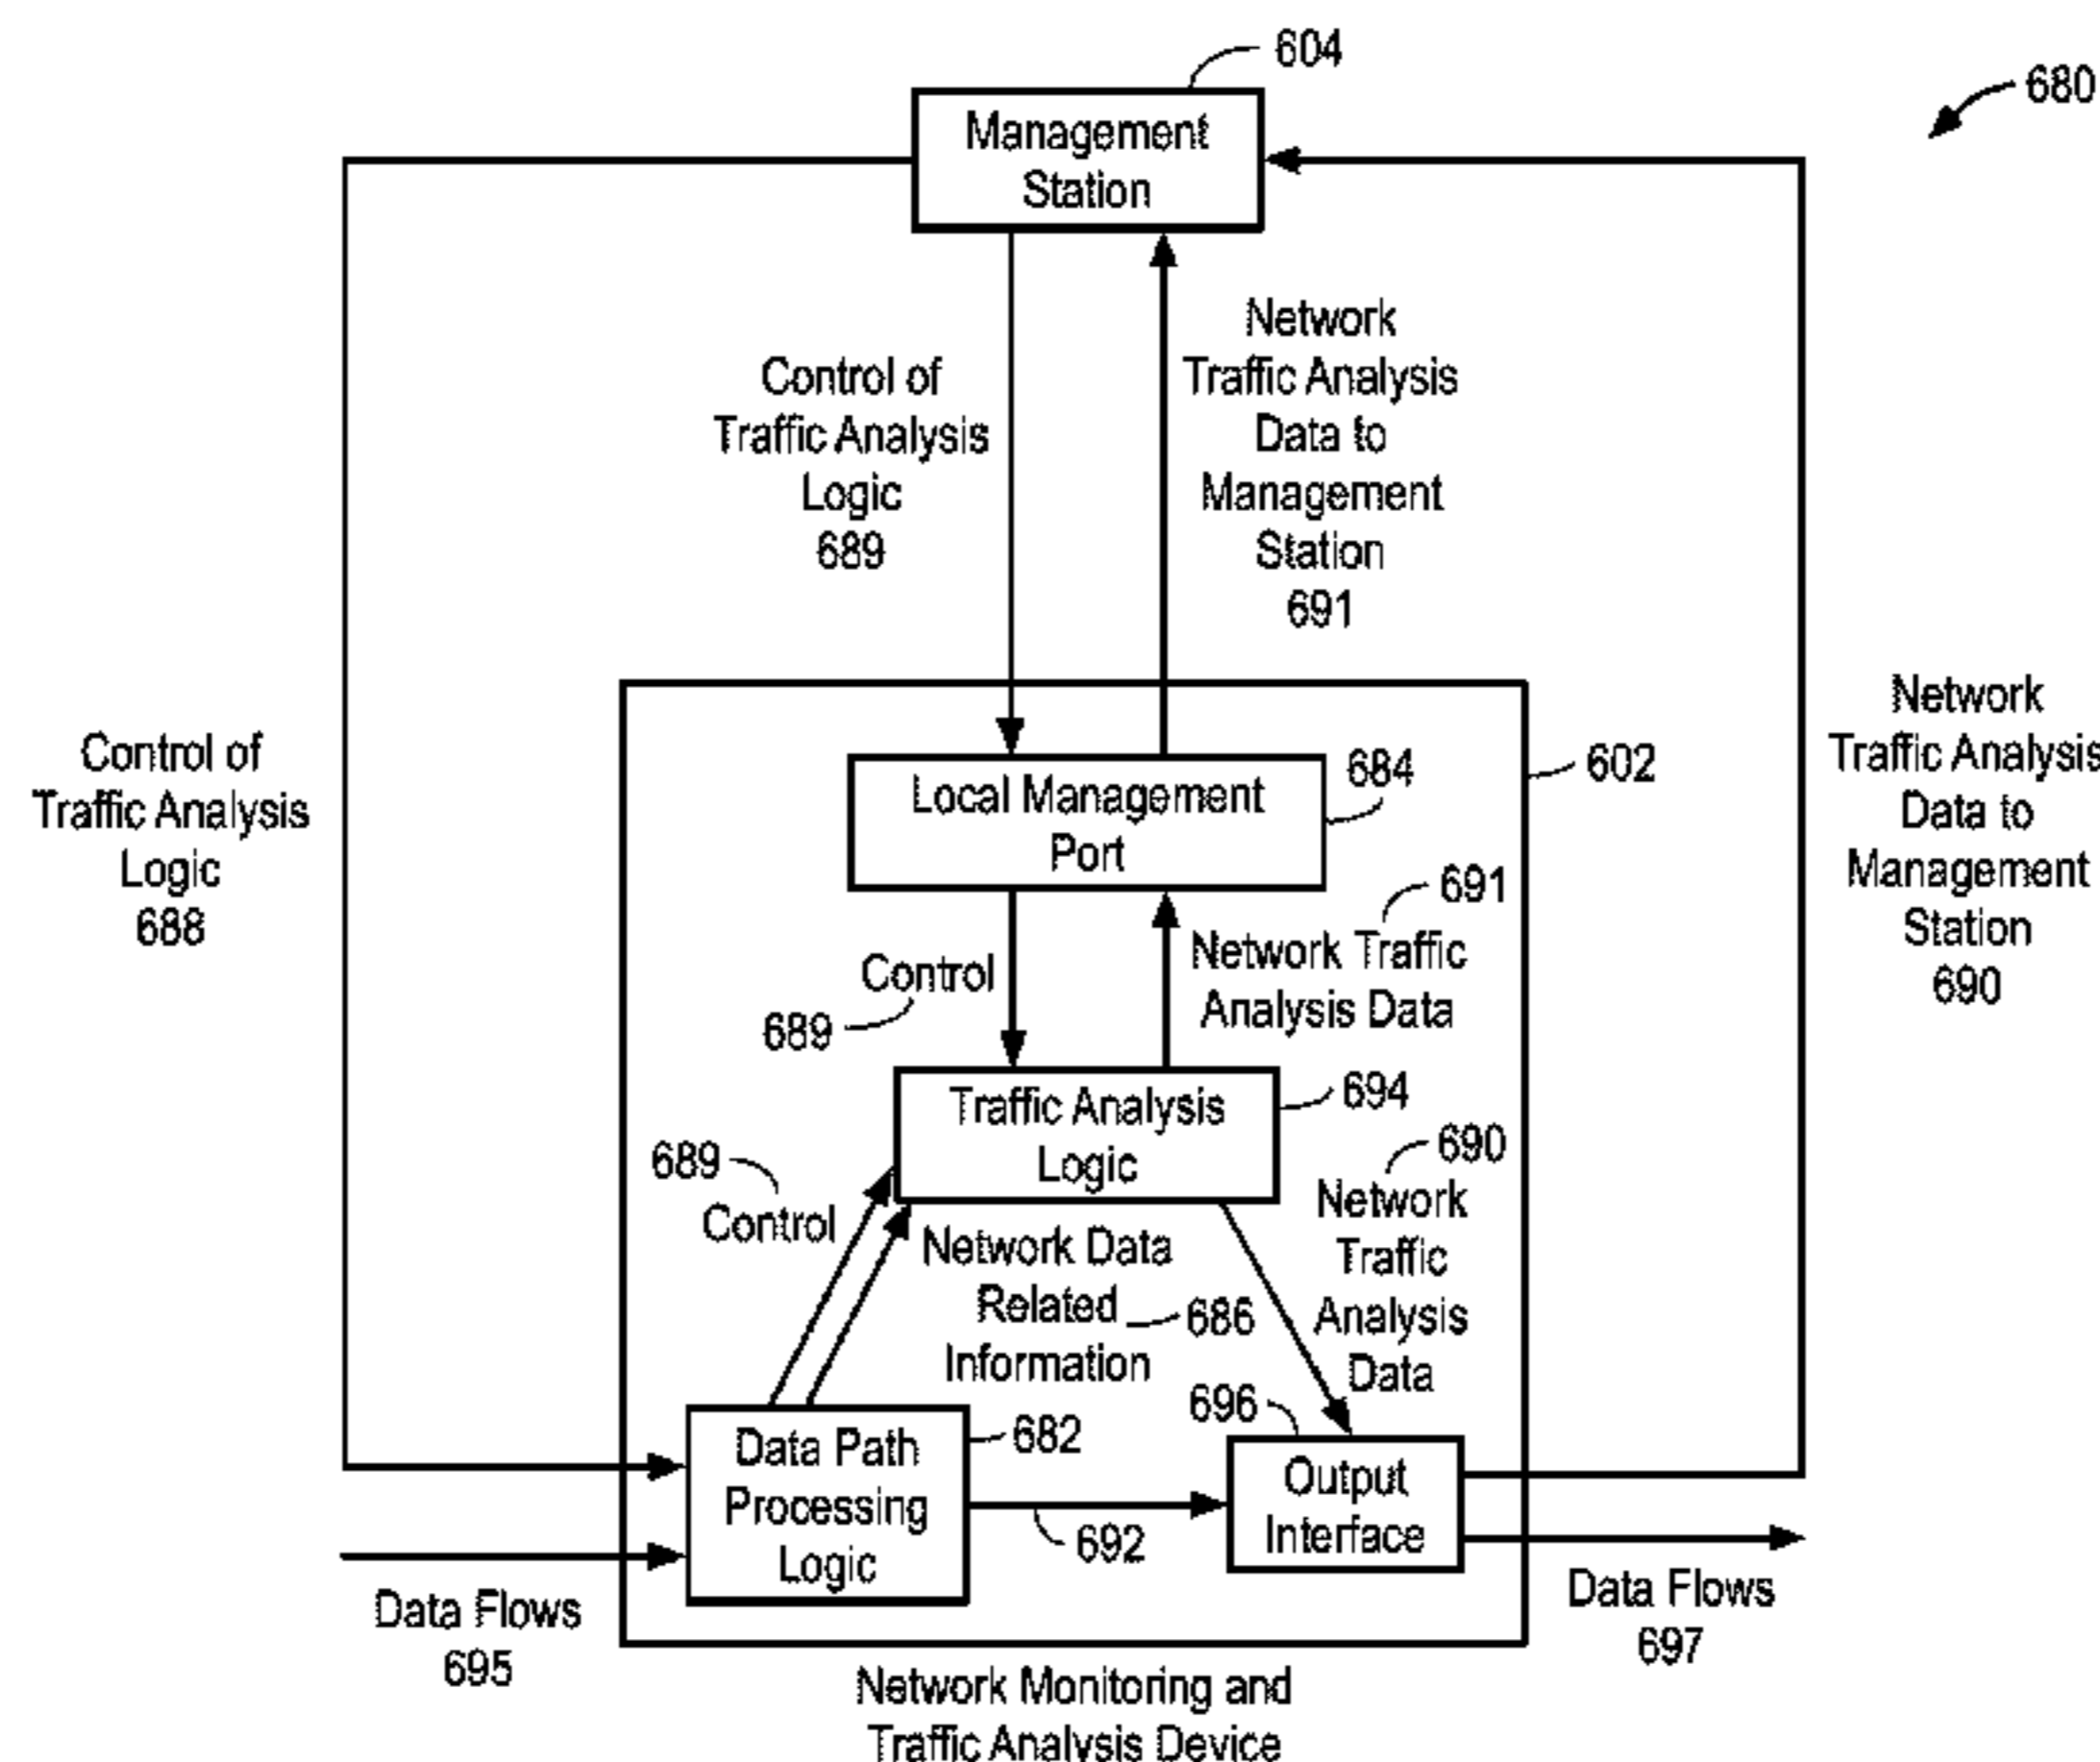 604
680
Management
Station
Control of
Traffic Analysis
Logic
689
Network
Traffic Analysis
Data to
Management
Station
691
Control of
Traffic Analysis
Logic
688
602
Network
Traffic Analysis
Data to
Management
Station
690
Local Management
Port
684
691
Control
689
Network Traffic
Analysis Data
Traffic Analysis
Logic
694
689
Control
690
Network
Traffic
Analysis
Data
Network Data
Related
Information
686
696
Data Path
Processing
Logic
682
692
Output
Interface
Data Flows
695
Data Flows
697
Network Monitoring and
Traffic Analysis Device